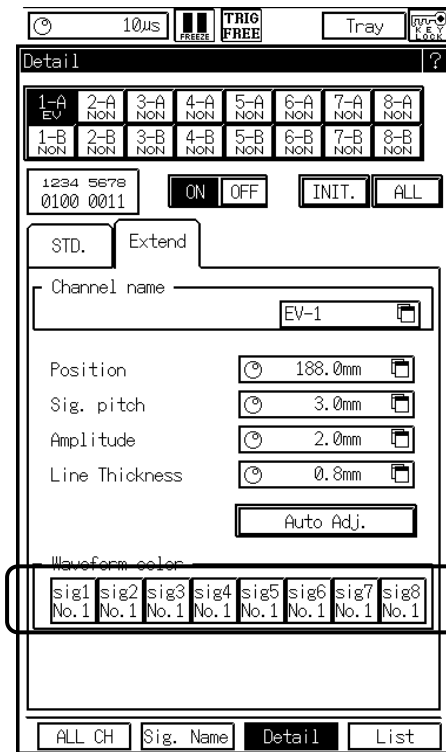 10µs FREEZE TRIG FREE Tray KEY LOCK
Detail ?
1-A 2-A 3-A 4-A 5-A 6-A 7-A 8-A
EV NON NON NON NON NON NON NON
1-B 2-B 3-B 4-B 5-B 6-B 7-B 8-B
NON NON NON NON NON NON NON NON
1234 5678
0100 0011 ON OFF INIT. ALL
STD. Extend
Channel name
EV-1
Position 188.0mm
Sig. pitch 3.0mm
Amplitude 2.0mm
Line Thickness 0.8mm
Auto Adj.
Waveform color
sig1 sig2 sig3 sig4 sig5 sig6 sig7 sig8
No.1 No.1 No.1 No.1 No.1 No.1 No.1 No.1
ALL CH Sig. Name Detail List